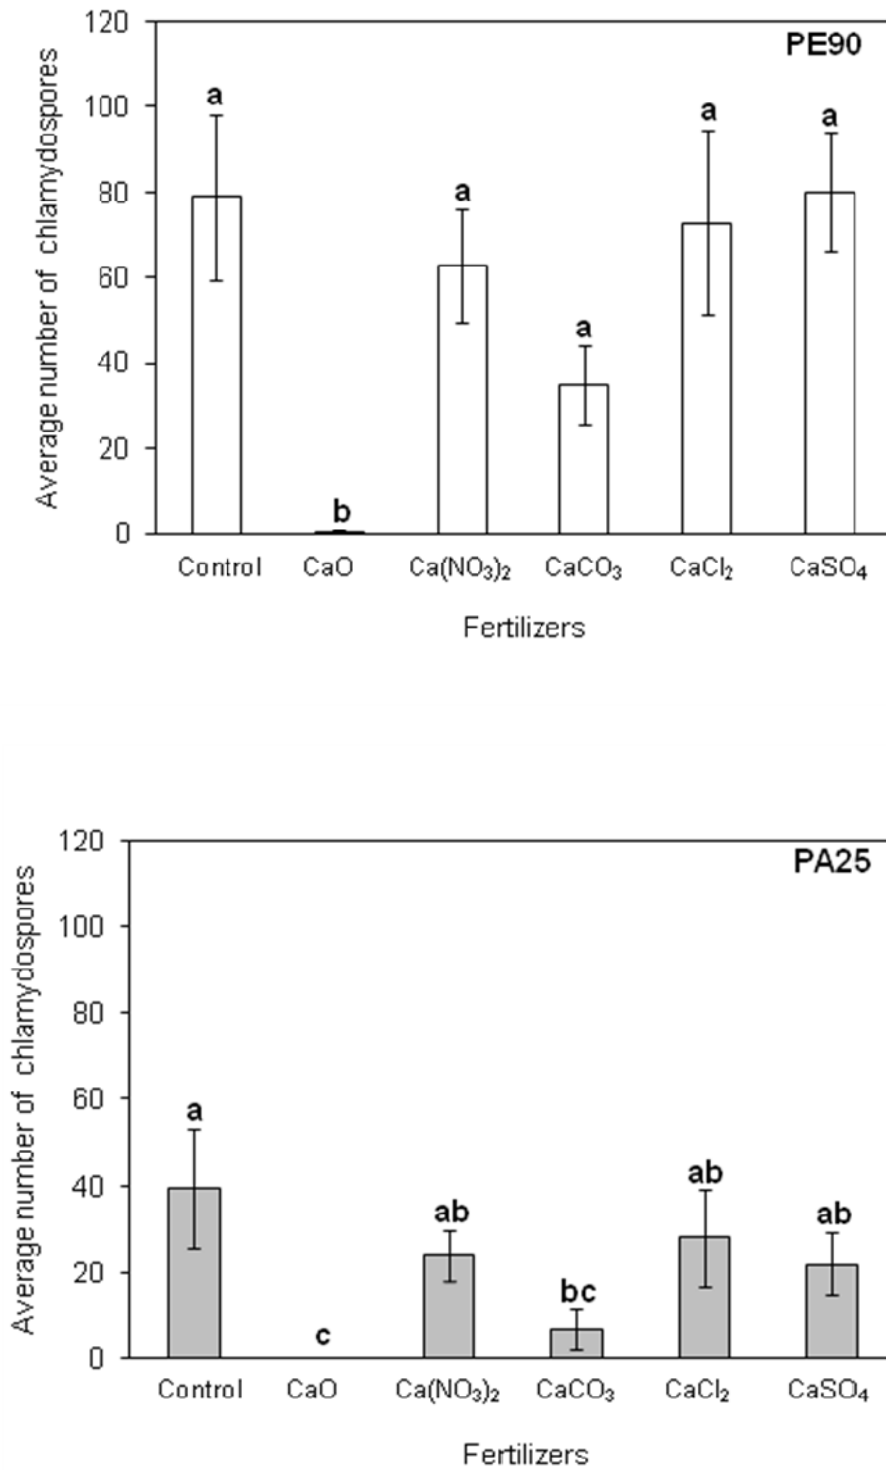 120
PE90
100
80
60
40
20
0
Average number of chlamydospores
a
b
a
a
a
a
Control CaO Ca(NO₃)₂ CaCO₃ CaCl₂ CaSO₄
Fertilizers
120
PA25
100
80
60
40
20
0
Average number of chlamydospores
a
c
ab
bc
ab
ab
Control CaO Ca(NO₃)₂ CaCO₃ CaCl₂ CaSO₄
Fertilizers